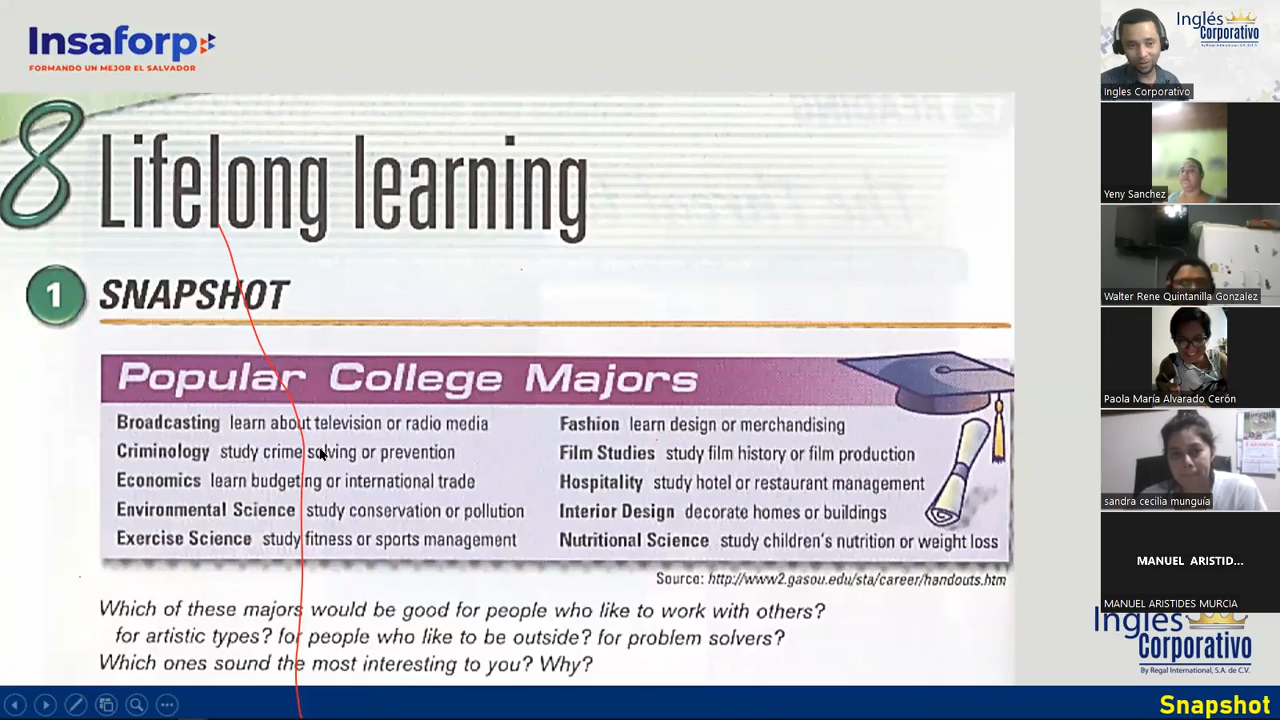 Insaforp
FORMANDO UN MEJOR EL SALVADOR
8 Lifelong learning
1 SNAPSHOT
Popular College Majors
Broadcasting learn about television or radio media
Criminology study crime solving or prevention
Economics learn budgeting or international trade
Environmental Science study conservation or pollution
Exercise Science study fitness or sports management
Fashion learn design or merchandising
Film Studies study film history or film production
Hospitality study hotel or restaurant management
Interior Design decorate homes or buildings
Nutritional Science study children's nutrition or weight loss
Source: http://www2.gasou.edu/sta/career/handouts.htm
Which of these majors would be good for people who like to work with others?
for artistic types? for people who like to be outside? for problem solvers?
Which ones sound the most interesting to you? Why?
Inglés
Corporativo
Ingles Corporativo
Yeny Sanchez
Walter Rene Quintanilla Gonzalez
Paola María Alvarado Cerón
sandra cecilia munguía
MANUEL ARISTID...
MANUEL ARISTIDES MURCIA
Inglés
Corporativo
By Regal International, S.A. de C.V.
Snapshot